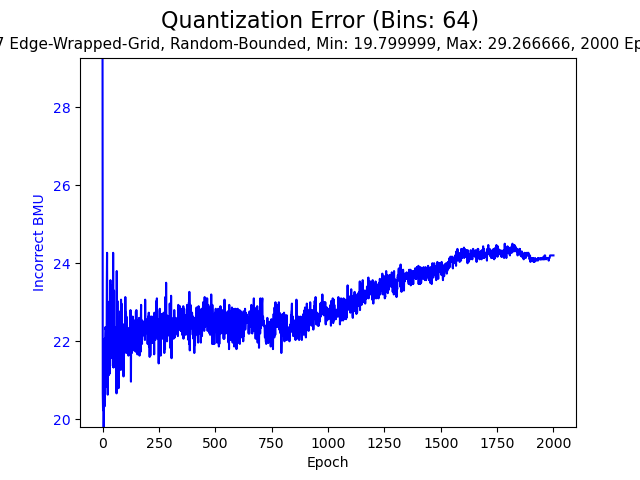 Quantization Error (Bins: 64)
7 Edge-Wrapped-Grid, Random-Bounded, Min: 19.799999, Max: 29.266666, 2000 Ep
28
26
24
22
20
Incorrect BMU
0 250 500 750 1000 1250 1500 1750 2000
Epoch